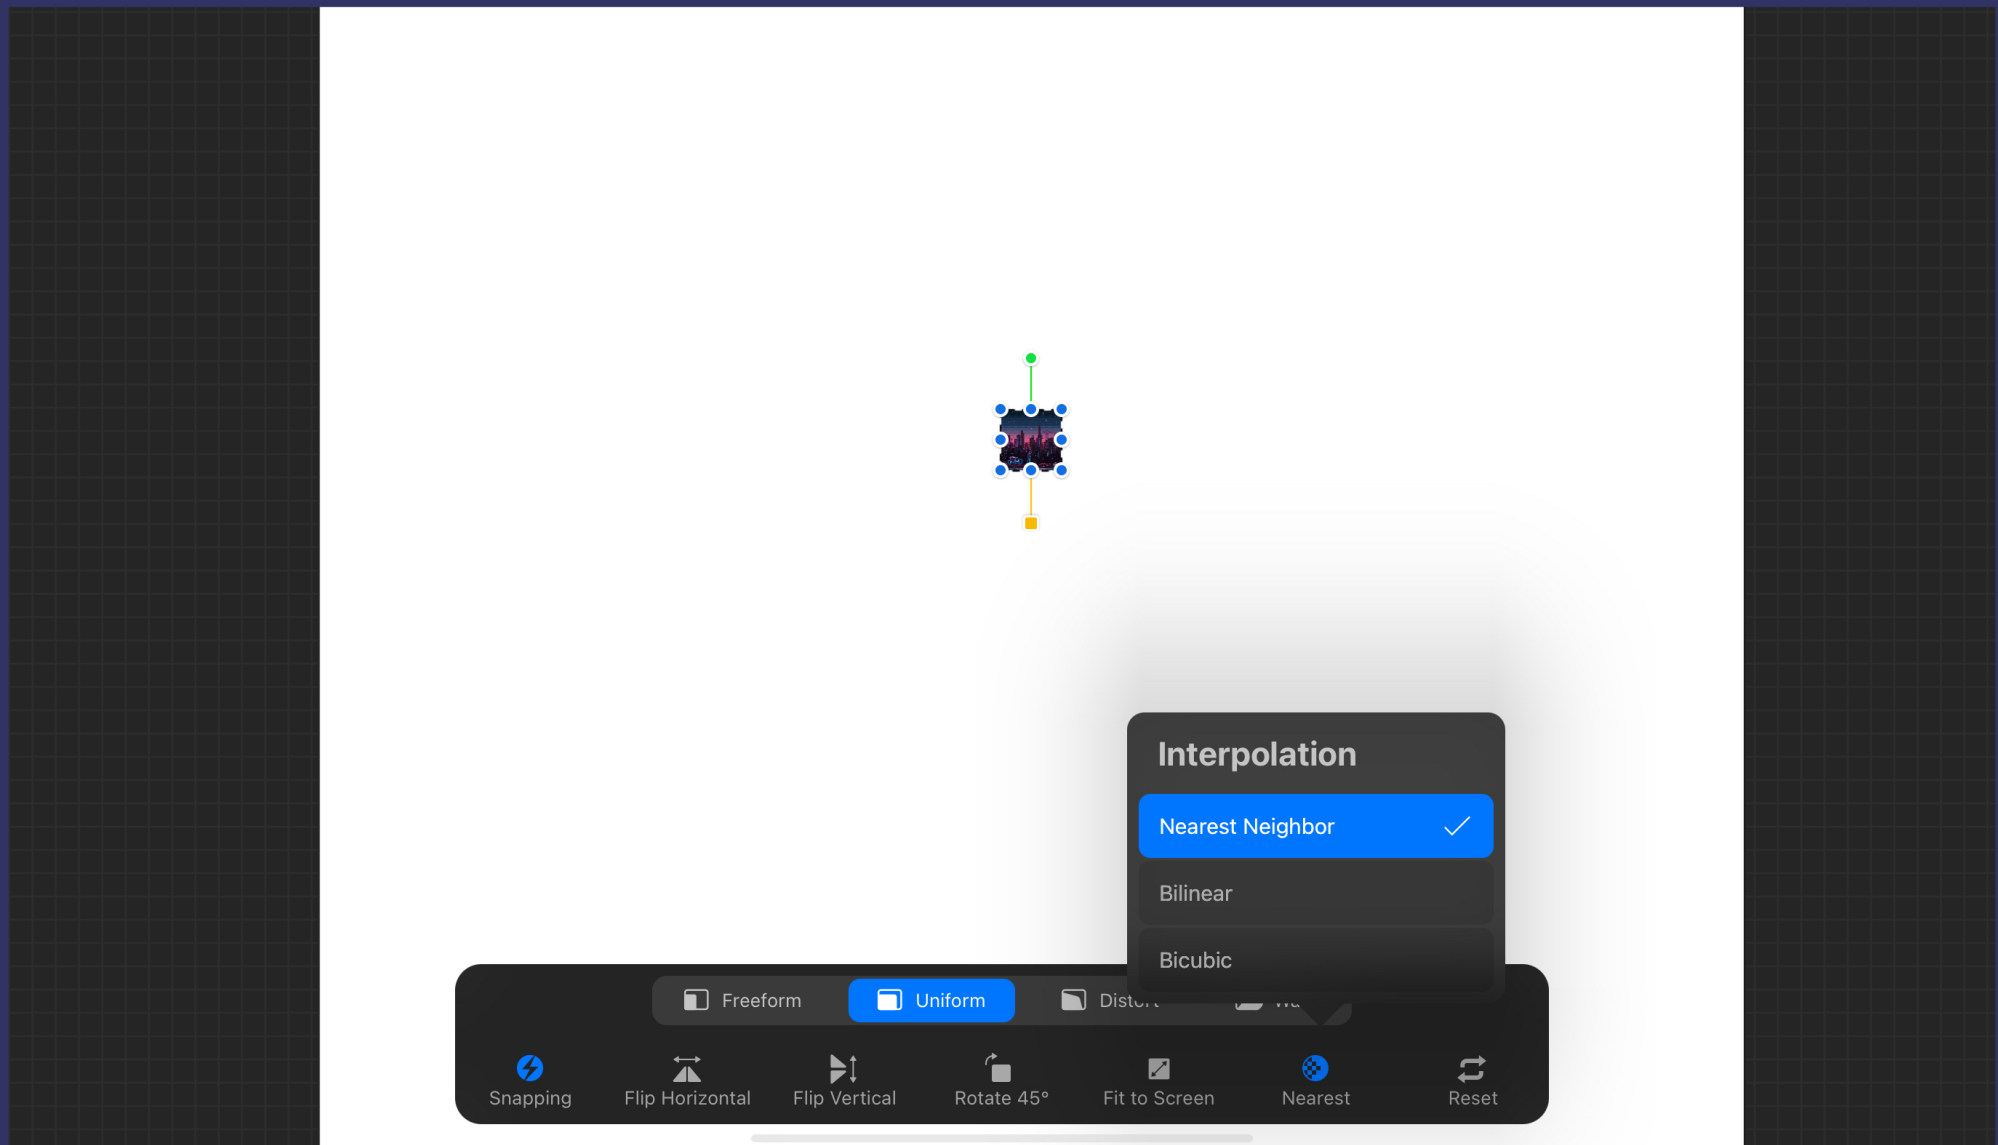 Interpolation
Nearest Neighbor
Bilinear
Bicubic
Freeform
Uniform
Distort
Snapping
Flip Horizontal
Flip Vertical
Rotate 45°
Fit to Screen
Nearest
Reset